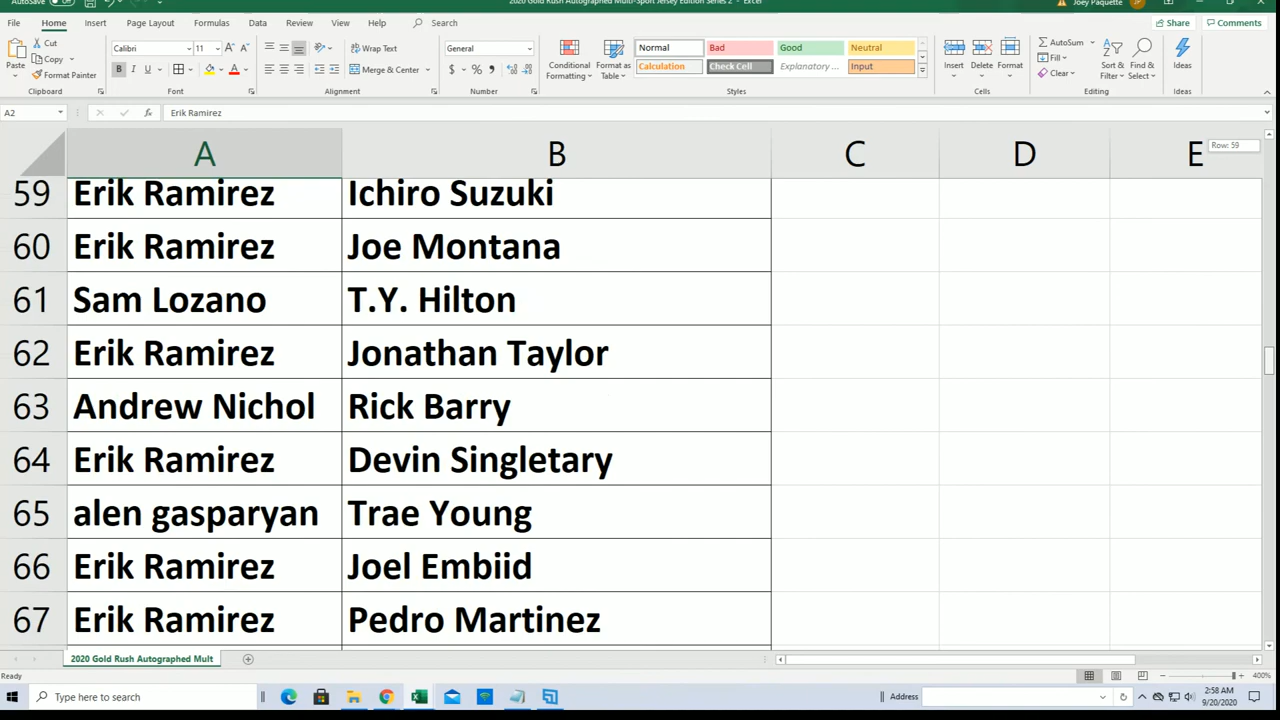 AutoSave
2020 Gold Rush Autographed Multi-Sport Jersey Edition Series 2 - Excel
Joey Paquette
File Home Insert Page Layout Formulas Data Review View Help Search Share Comments
Paste Cut Copy Format Painter Clipboard
Calibri 11 B I U Font
Wrap Text Merge & Center Alignment
General $ % Number
Conditional Formatting Format as Table
Normal Bad Good Neutral
Calculation Check Cell Explanatory ... Input
Styles
Insert Delete Format Cells
AutoSum Fill Clear Sort & Filter Find & Select Editing
Ideas Ideas
A2 fx Erik Ramirez
A B C D E Row: 59
59 Erik Ramirez Ichiro Suzuki
60 Erik Ramirez Joe Montana
61 Sam Lozano T.Y. Hilton
62 Erik Ramirez Jonathan Taylor
63 Andrew Nichol Rick Barry
64 Erik Ramirez Devin Singletary
65 alen gasparyan Trae Young
66 Erik Ramirez Joel Embiid
67 Erik Ramirez Pedro Martinez
2020 Gold Rush Autographed Mult
Ready 400%
Type here to search Address 2:58 AM
9/20/2020